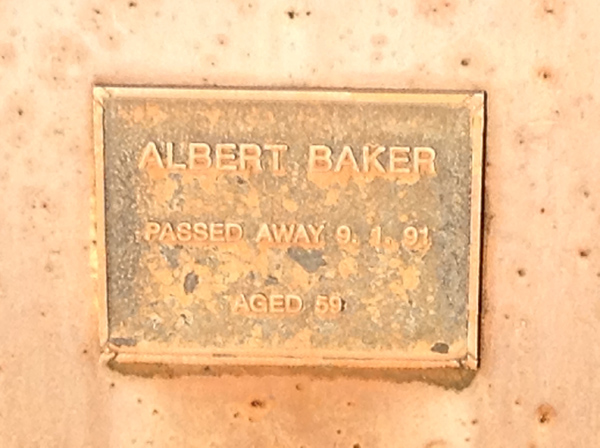 ALBERT BAKER
PASSED AWAY 9. 1. 91
AGED 59